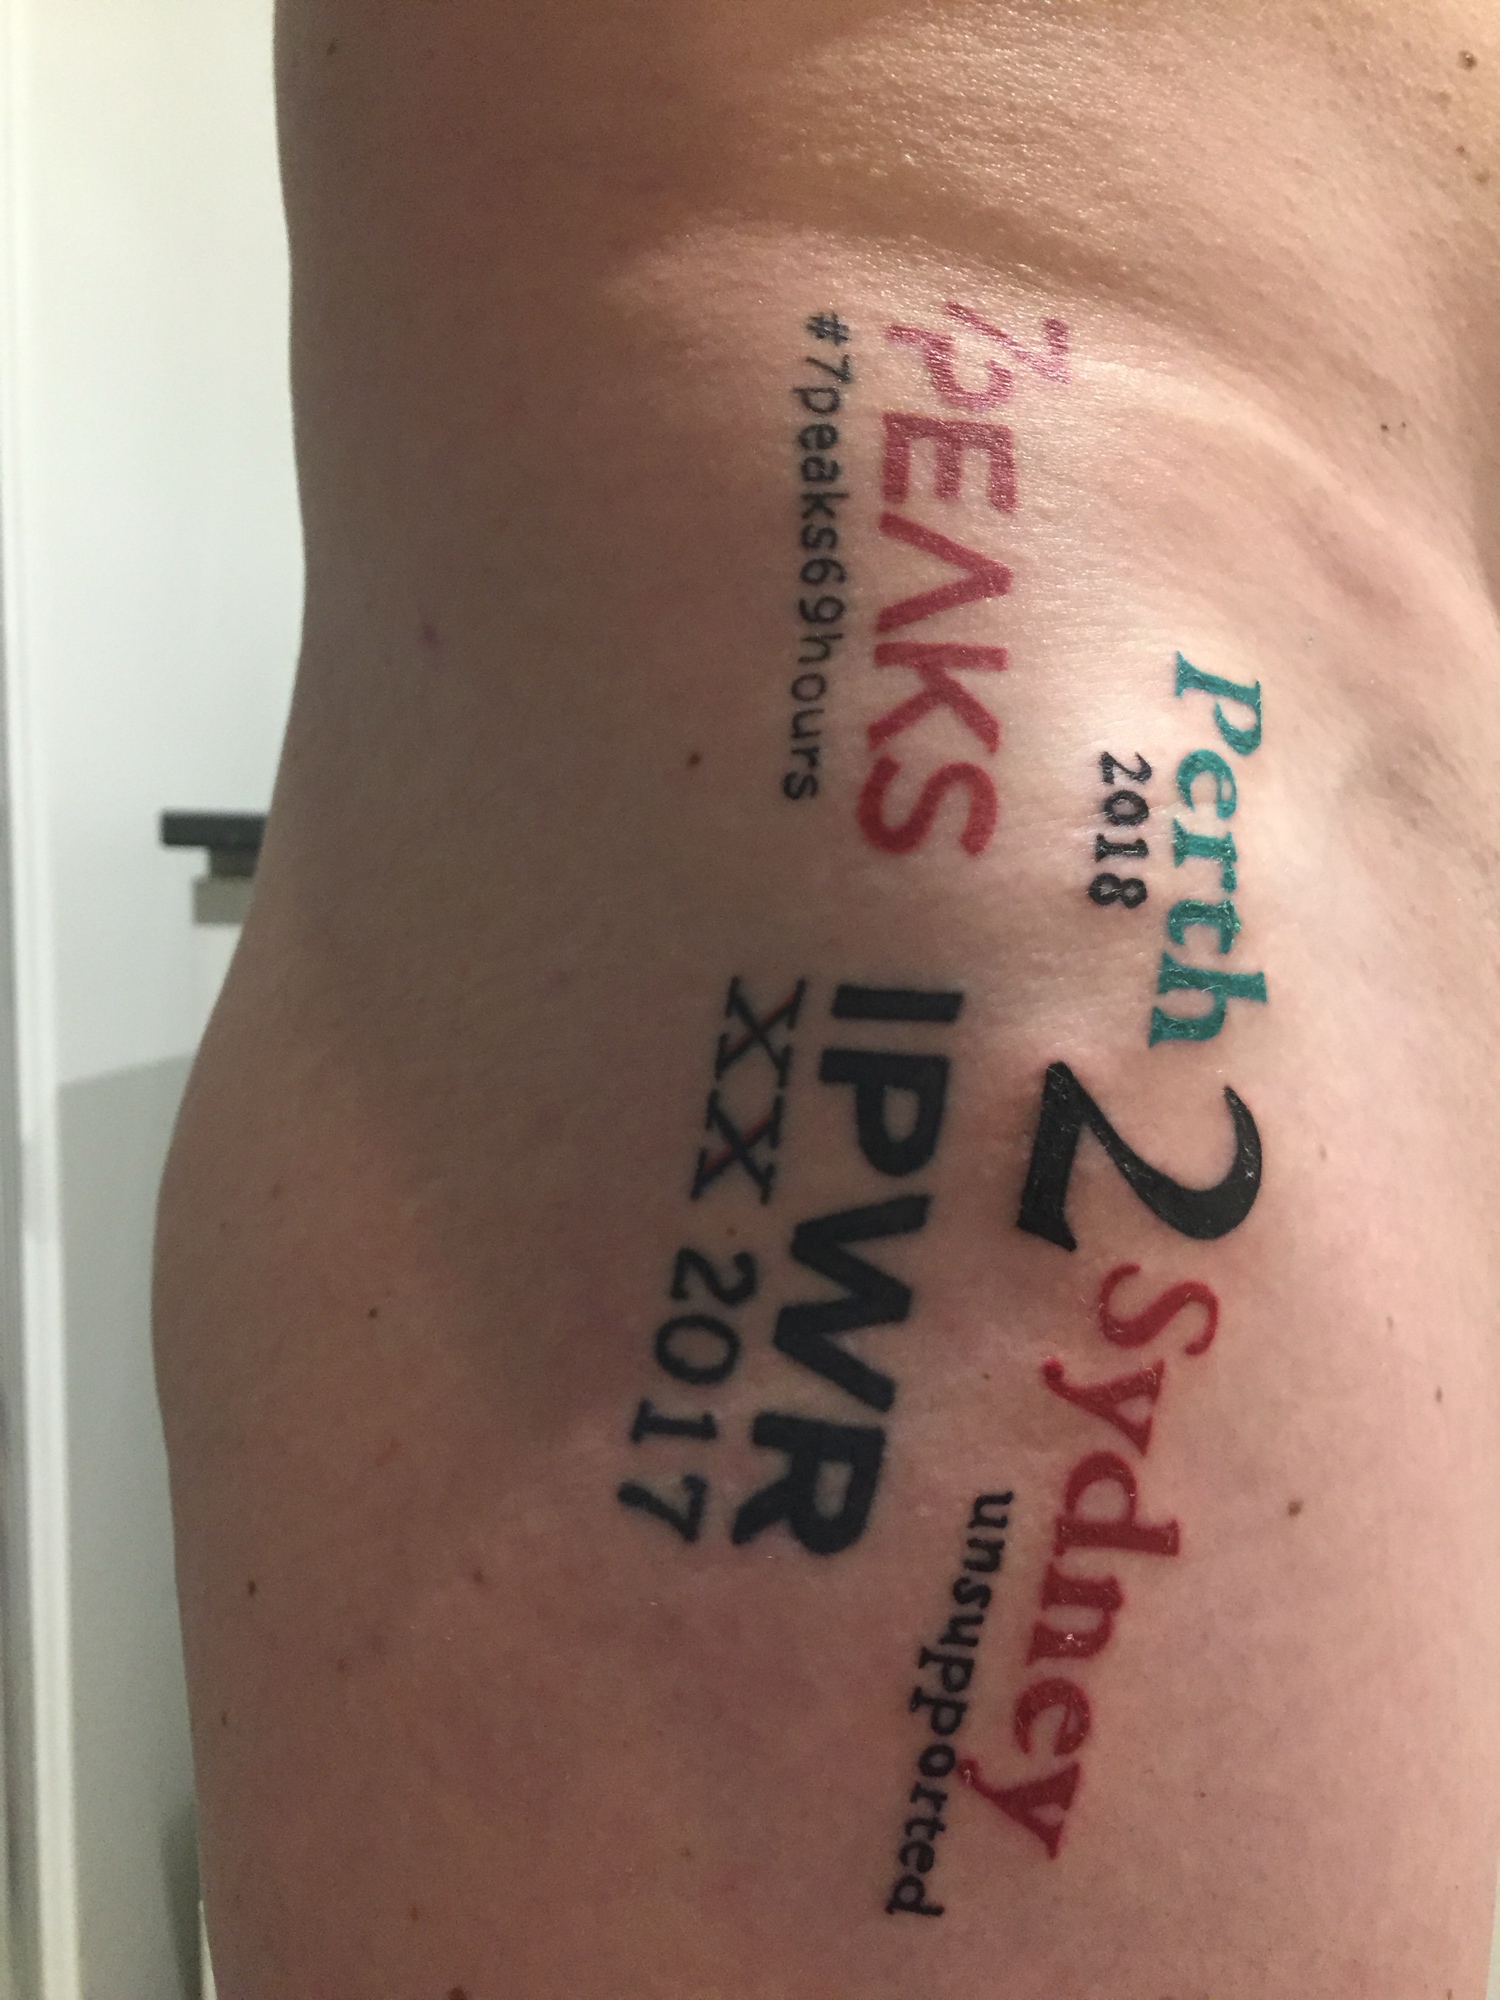 7PEAKS
#7peaks69hours
Perth
2018
2
Sydney
unsupported
IPWR
XX 2017